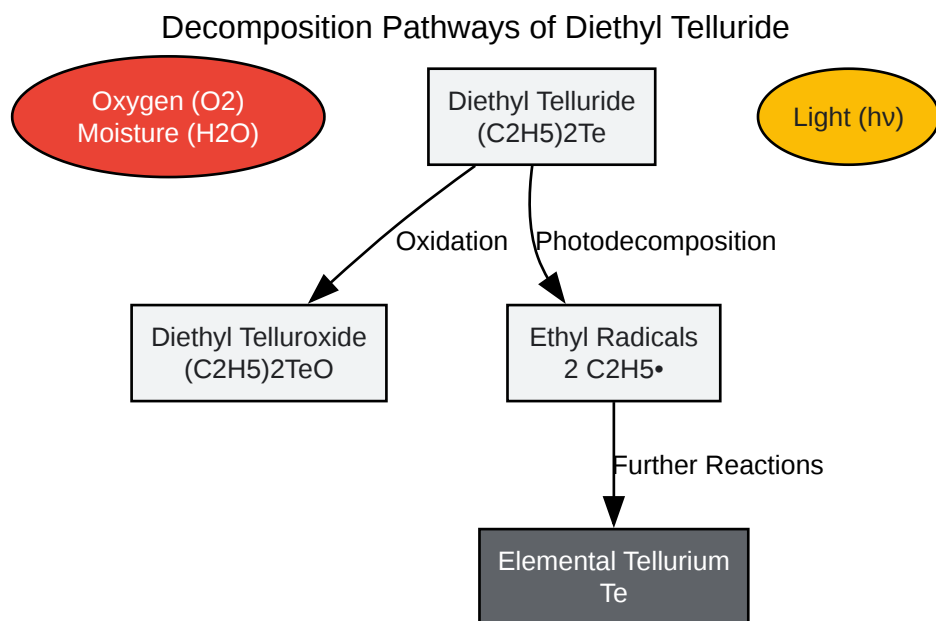 Decomposition Pathways of Diethyl Telluride
Oxygen (O2)
Moisture (H2O)
Diethyl Telluride
(C2H5)2Te
Light (hν)
Oxidation
Photodecomposition
Diethyl Telluroxide
(C2H5)2TeO
Ethyl Radicals
2 C2H5•
Further Reactions
Elemental Tellurium
Te